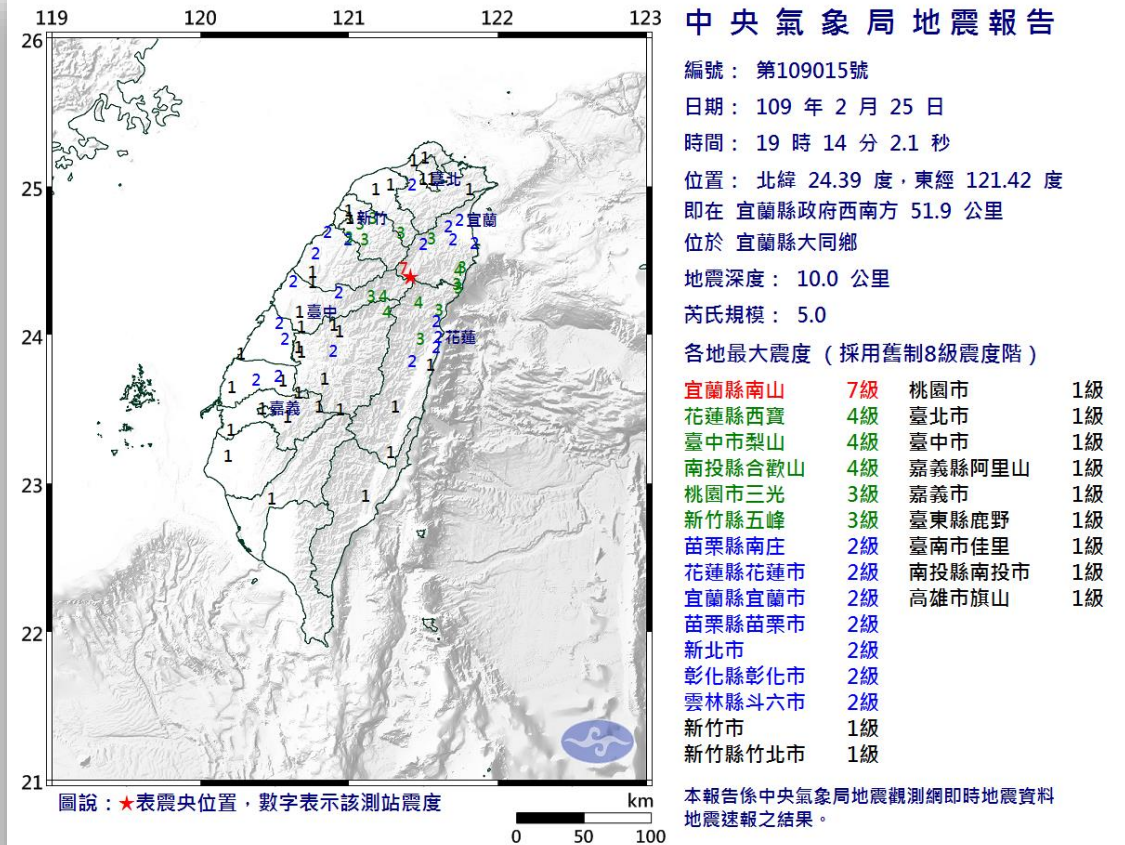 119 120 121 122 123
26
25
24
23
22
21
臺北
新竹
宜蘭
臺中
花蓮
嘉義
7
圖說：★表震央位置，數字表示該測站震度
km
0 50 100
中央氣象局地震報告
編號： 第109015號
日期： 109 年 2 月 25 日
時間： 19 時 14 分 2.1 秒
位置： 北緯 24.39 度，東經 121.42 度
即在 宜蘭縣政府西南方 51.9 公里
位於 宜蘭縣大同鄉
地震深度： 10.0 公里
芮氏規模： 5.0
各地最大震度（採用舊制8級震度階）
宜蘭縣南山 7級 桃園市 1級
花蓮縣西寶 4級 臺北市 1級
臺中市梨山 4級 臺中市 1級
南投縣合歡山 4級 嘉義縣阿里山 1級
桃園市三光 3級 嘉義市 1級
新竹縣五峰 3級 臺東縣鹿野 1級
苗栗縣南庄 2級 臺南市佳里 1級
花蓮縣花蓮市 2級 南投縣南投市 1級
宜蘭縣宜蘭市 2級 高雄市旗山 1級
苗栗縣苗栗市 2級
新北市 2級
彰化縣彰化市 2級
雲林縣斗六市 2級
新竹市 1級
新竹縣竹北市 1級
本報告係中央氣象局地震觀測網即時地震資料
地震速報之結果。